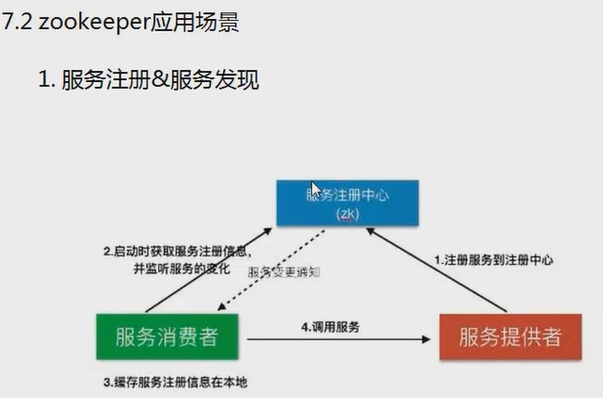 7.2 zookeeper应用场景
1. 服务注册&服务发现
服务注册中心
(zk)
2.启动时获取服务注册信息,
并监听服务的变化
服务变更通知
1.注册服务到注册中心
服务消费者
4.调用服务
服务提供者
3.缓存服务注册信息在本地